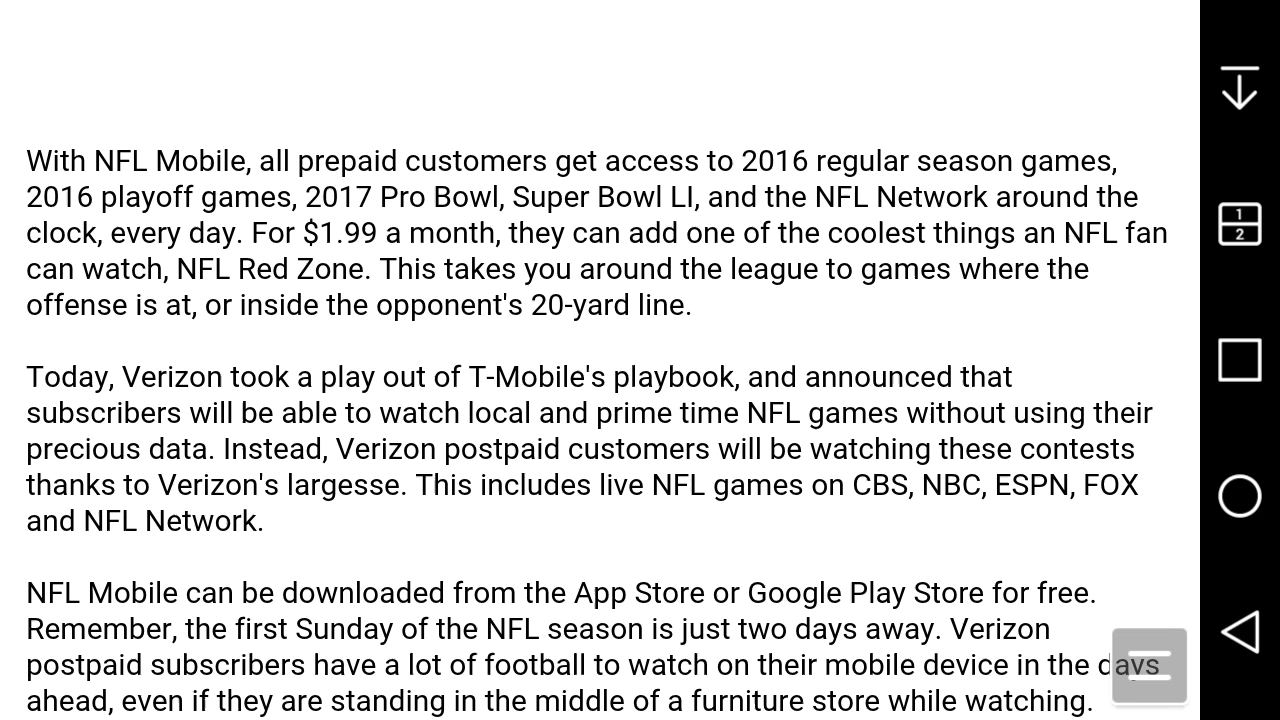 With NFL Mobile, all prepaid customers get access to 2016 regular season games,
2016 playoff games, 2017 Pro Bowl, Super Bowl LI, and the NFL Network around the
clock, every day. For $1.99 a month, they can add one of the coolest things an NFL fan
can watch, NFL Red Zone. This takes you around the league to games where the
offense is at, or inside the opponent's 20-yard line.
Today, Verizon took a play out of T-Mobile's playbook, and announced that
subscribers will be able to watch local and prime time NFL games without using their
precious data. Instead, Verizon postpaid customers will be watching these contests
thanks to Verizon's largesse. This includes live NFL games on CBS, NBC, ESPN, FOX
and NFL Network.
NFL Mobile can be downloaded from the App Store or Google Play Store for free.
Remember, the first Sunday of the NFL season is just two days away. Verizon
postpaid subscribers have a lot of football to watch on their mobile device in the days
ahead, even if they are standing in the middle of a furniture store while watching.
1
2